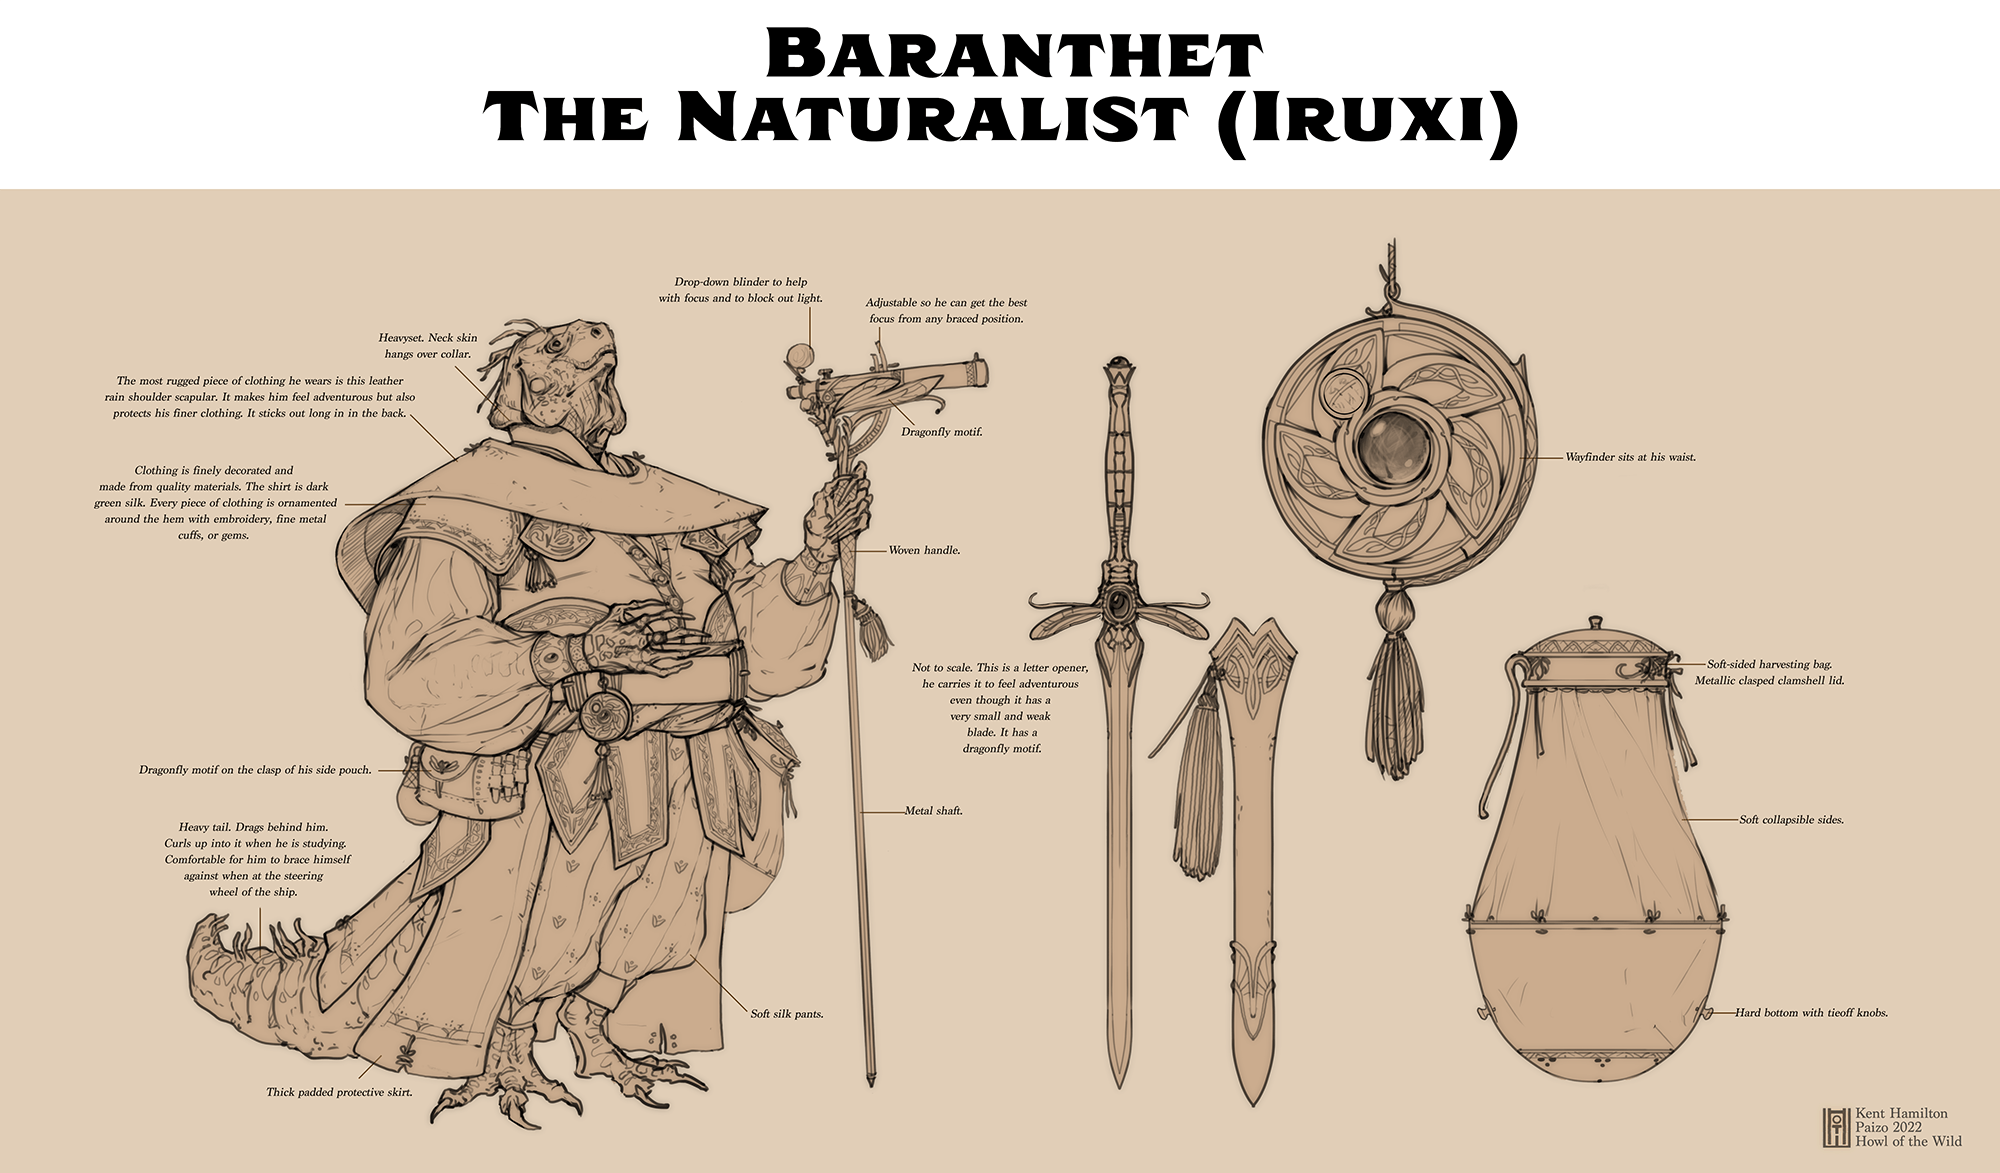 Baranthet
The Naturalist (Iruxi)
Drop-down blinder to help
with focus and to block out light.
Adjustable so he can get the best
focus from any braced position.
Heavyset. Neck skin
hangs over collar.
The most rugged piece of clothing he wears is this leather
rain shoulder scapular. It makes him feel adventurous but also
protects his finer clothing. It sticks out long in in the back.
Dragonfly motif.
Clothing is finely decorated and
made from quality materials. The shirt is dark
green silk. Every piece of clothing is ornamented
around the hem with embroidery, fine metal
cuffs, or gems.
Wayfinder sits at his waist.
Woven handle.
Not to scale. This is a letter opener,
he carries it to feel adventurous
even though it has a
very small and weak
blade. It has a
dragonfly motif.
Soft-sided harvesting bag.
Metallic clasped clamshell lid.
Dragonfly motif on the clasp of his side pouch.
Metal shaft.
Soft collapsible sides.
Heavy tail. Drags behind him.
Curls up into it when he is studying.
Comfortable for him to brace himself
against when at the steering
wheel of the ship.
Soft silk pants.
Hard bottom with tieoff knobs.
Thick padded protective skirt.
Kent Hamilton
Paizo 2022
Howl of the Wild